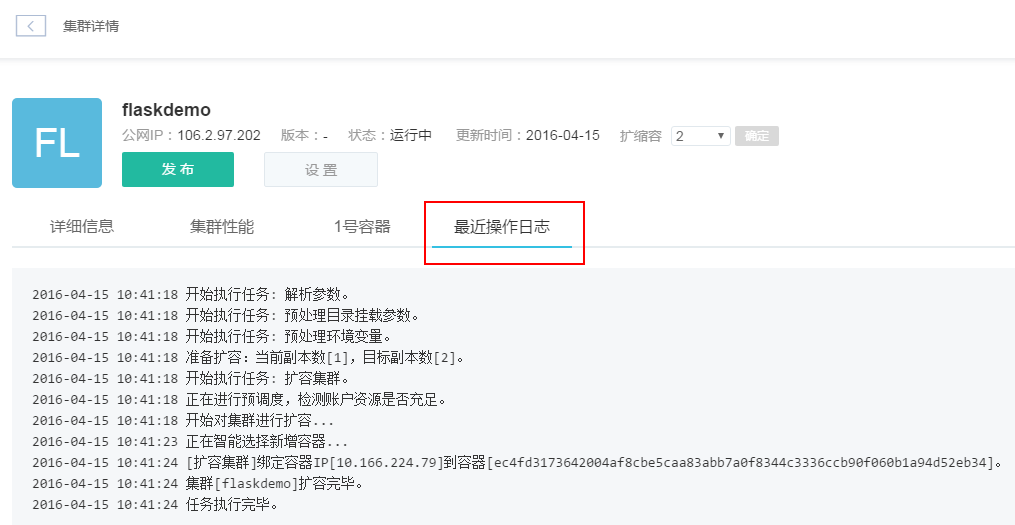 集群详情
FL
flaskdemo
公网IP：106.2.97.202 版本：- 状态：运行中 更新时间：2016-04-15 扩缩容 2 确定
发布 设置
详细信息 集群性能 1号容器 最近操作日志
2016-04-15 10:41:18 开始执行任务: 解析参数。
2016-04-15 10:41:18 开始执行任务: 预处理目录挂载参数。
2016-04-15 10:41:18 开始执行任务: 预处理环境变量。
2016-04-15 10:41:18 准备扩容: 当前副本数[1], 目标副本数[2]。
2016-04-15 10:41:18 开始执行任务: 扩容集群。
2016-04-15 10:41:18 正在进行预调度, 检测账户资源是否充足。
2016-04-15 10:41:18 开始对集群进行扩容...
2016-04-15 10:41:23 正在智能选择新增容器...
2016-04-15 10:41:24 [扩容集群]绑定容器IP[10.166.224.79]到容器[ec4fd3173642004af8cbe5caa83abb7a0f8344c3336ccb90f060b1a94d52eb34]。
2016-04-15 10:41:24 集群[flaskdemo]扩容完毕。
2016-04-15 10:41:24 任务执行完毕。